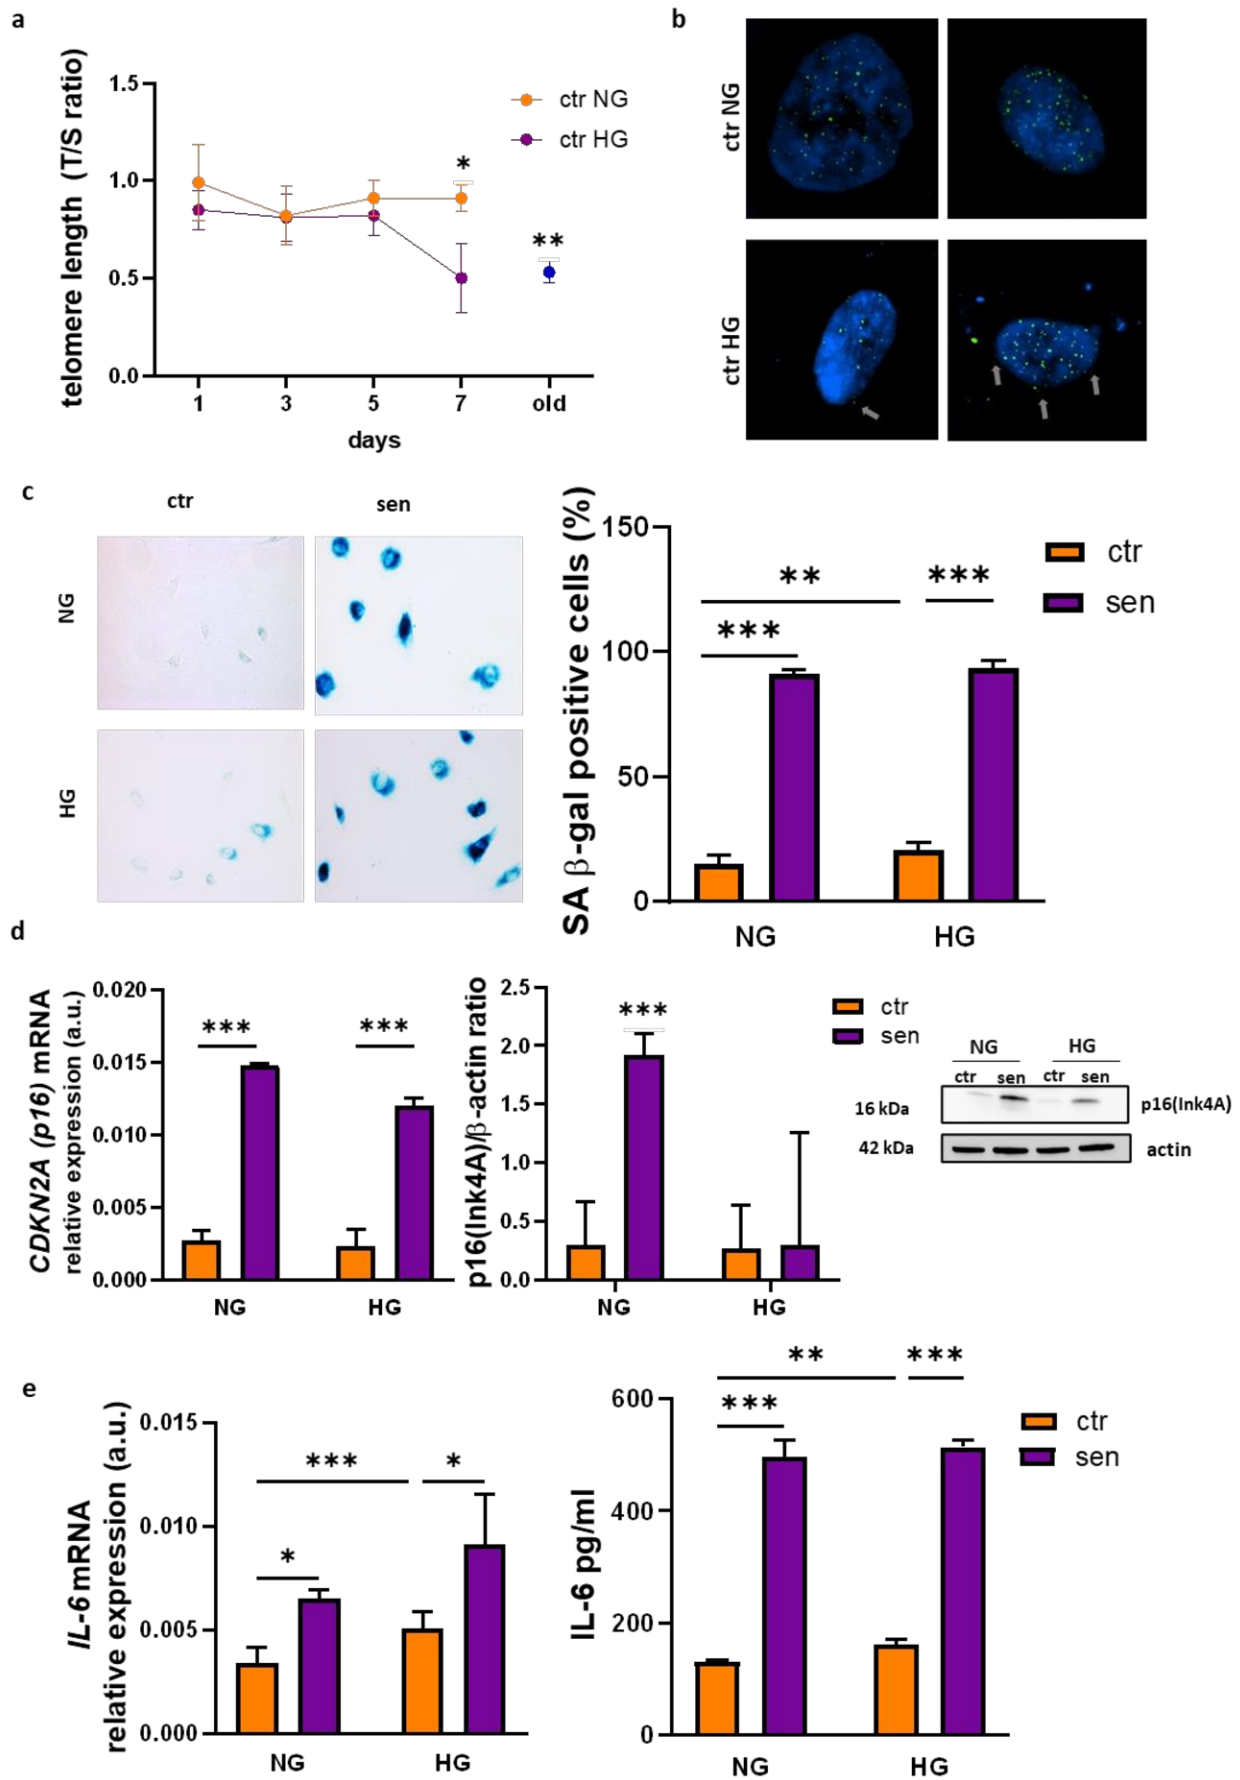 a
telomere length (T/S ratio)
1.5
1.0
0.5
0.0
ctr NG
ctr HG
*
**
1 3 5 7 old
days
b
ctr NG
ctr HG
c
ctr sen
NG
HG
SA β-gal positive cells (%)
150
100
50
0
** ***
***
ctr
sen
NG HG
d
CDKN2A (p16) mRNA
relative expression (a.u.)
0.020
0.015
0.010
0.005
0.000
*** ***
NG HG
p16(Ink4A)/β-actin ratio
2.5
2.0
1.5
1.0
0.5
0.0
***
NG HG
ctr
sen
NG HG
ctr sen ctr sen
16 kDa p16(Ink4A)
42 kDa actin
e
IL-6 mRNA
relative expression (a.u.)
0.015
0.010
0.005
0.000
*** *
*
NG HG
IL-6 pg/ml
600
400
200
0
** ***
***
ctr
sen
NG HG